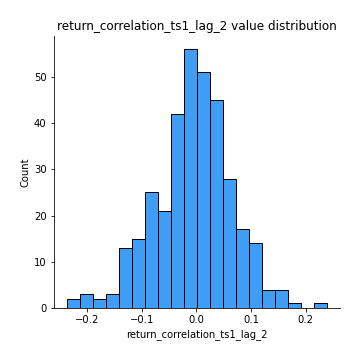 return_correlation_ts1_lag_2 value distribution
Count
50
40
30
20
10
0
−0.2 −0.1 0.0 0.1 0.2
return_correlation_ts1_lag_2